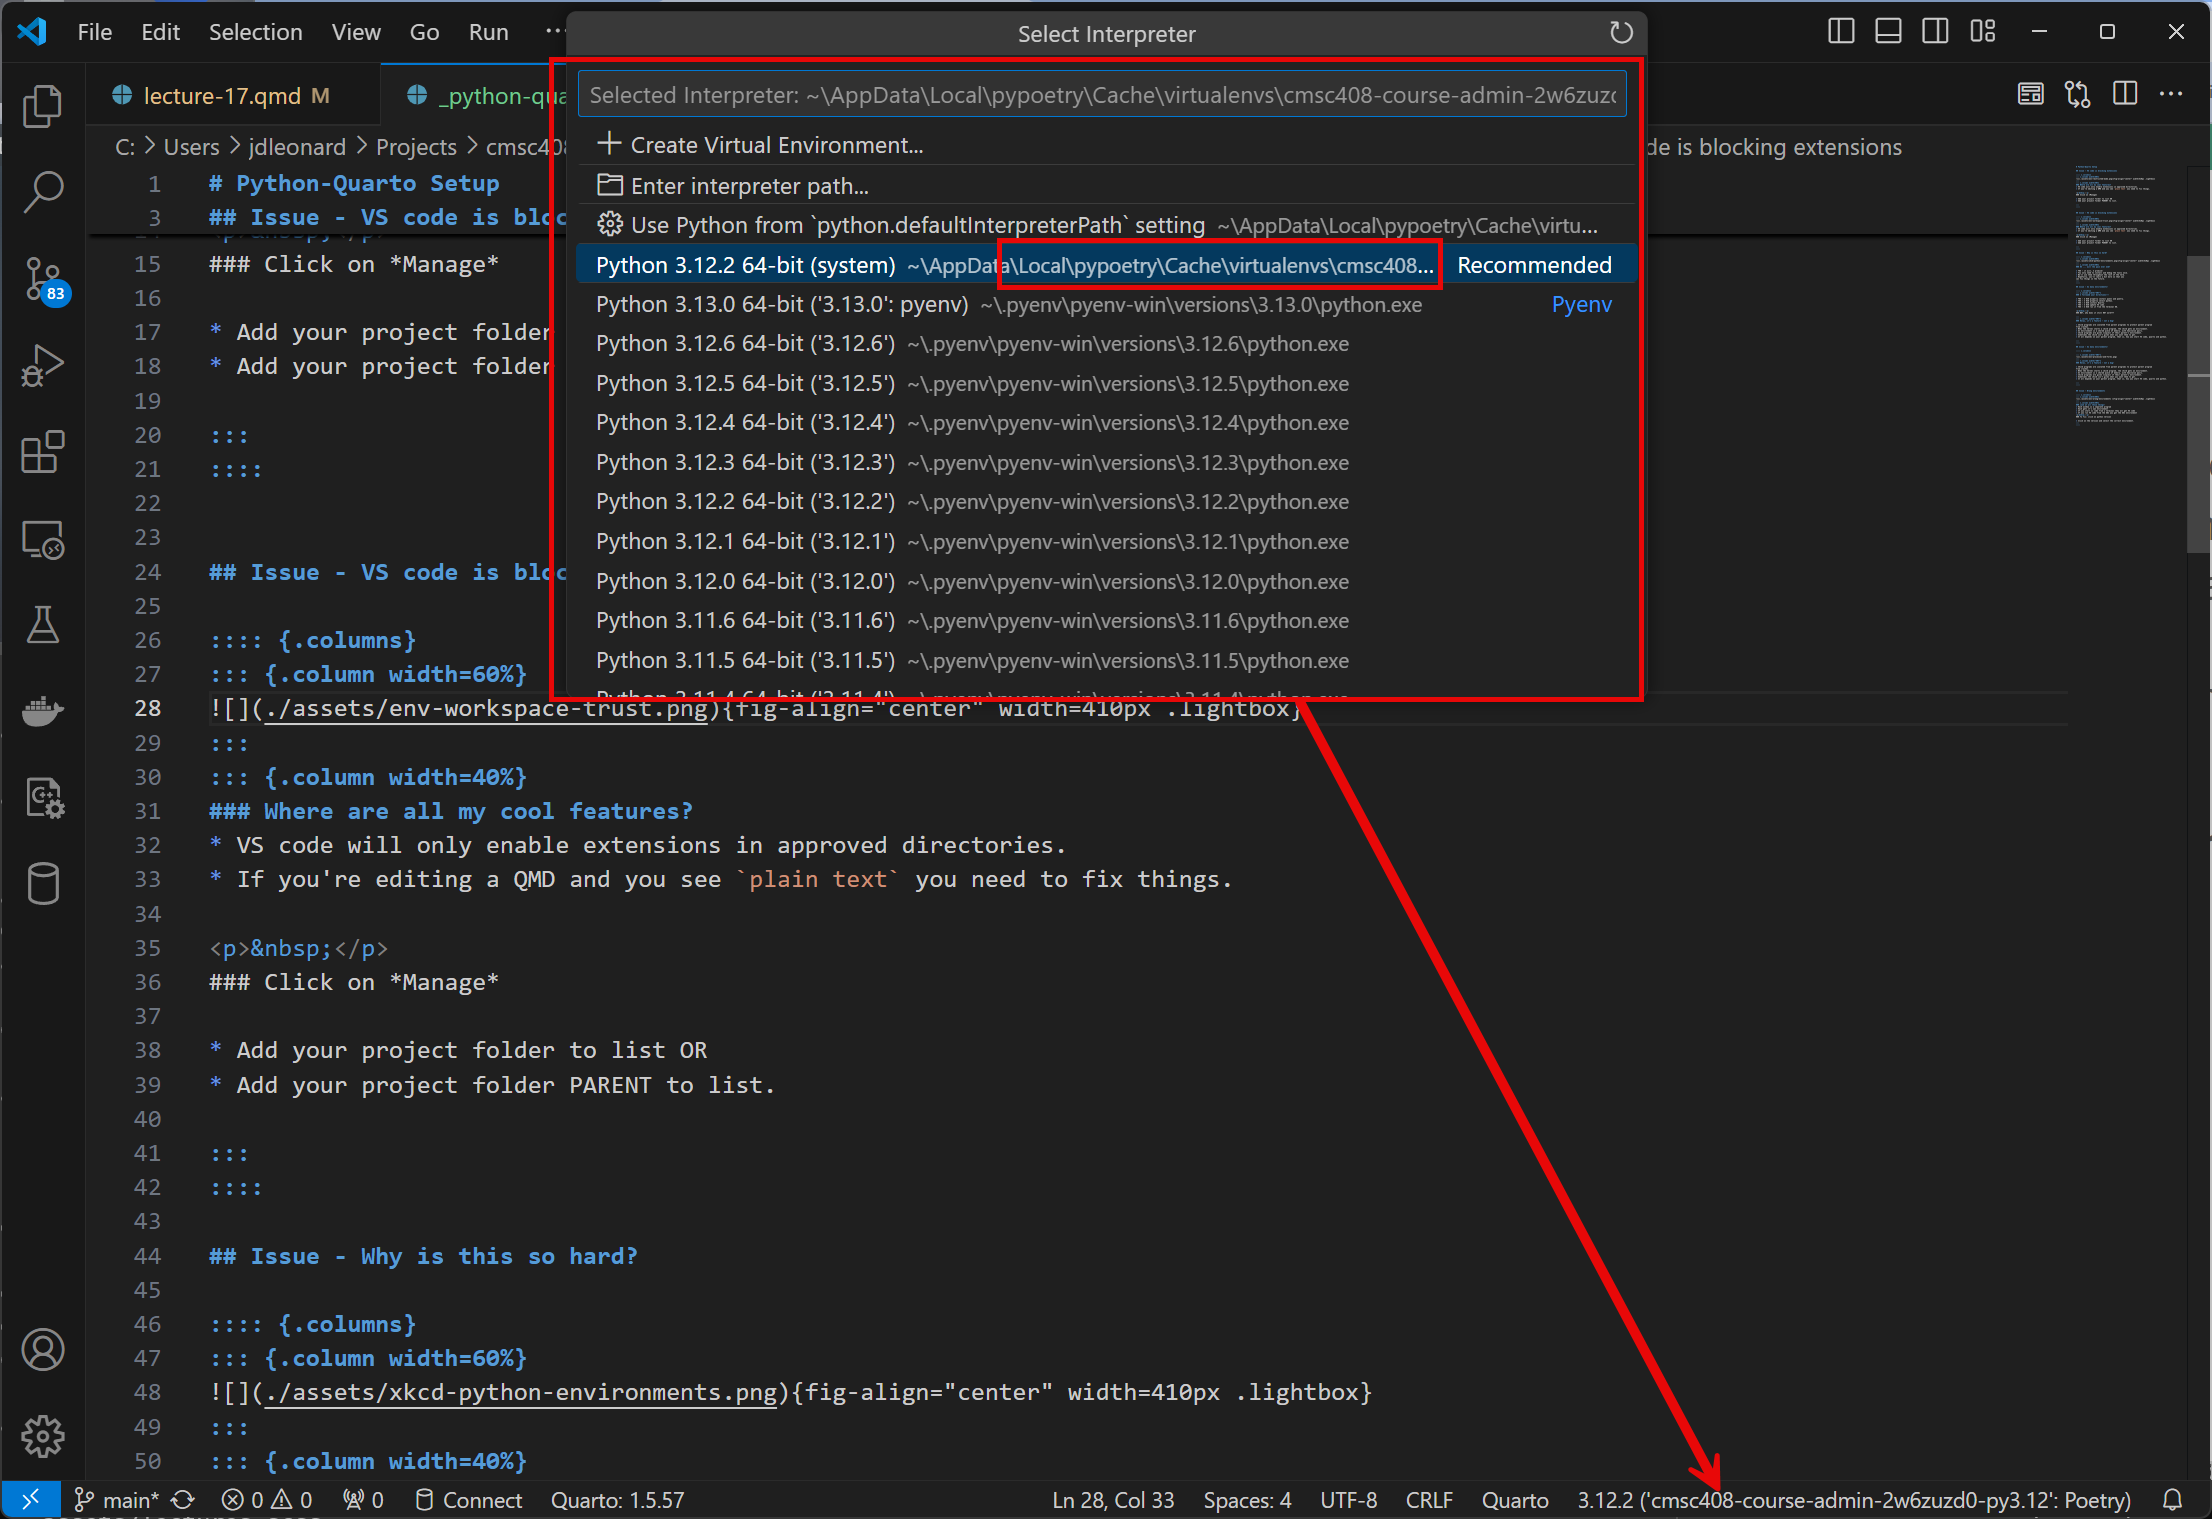 File Edit Selection View Go Run ···
Select Interpreter
lecture-17.qmd M
_python-qua
Selected Interpreter: ~\AppData\Local\pypoetry\Cache\virtualenvs\cmsc408-course-admin-2w6zuzd
C: > Users > jdleonard > Projects > cmsc408
de is blocking extensions
Create Virtual Environment...
Enter interpreter path...
Use Python from `python.defaultInterpreterPath` setting ~\AppData\Local\pypoetry\Cache\virtu...
Python 3.12.2 64-bit (system) ~\AppData\Local\pypoetry\Cache\virtualenvs\cmsc408... Recommended
Python 3.13.0 64-bit ('3.13.0': pyenv) ~\.pyenv\pyenv-win\versions\3.13.0\python.exe Pyenv
Python 3.12.6 64-bit ('3.12.6') ~\.pyenv\pyenv-win\versions\3.12.6\python.exe
Python 3.12.5 64-bit ('3.12.5') ~\.pyenv\pyenv-win\versions\3.12.5\python.exe
Python 3.12.4 64-bit ('3.12.4') ~\.pyenv\pyenv-win\versions\3.12.4\python.exe
Python 3.12.3 64-bit ('3.12.3') ~\.pyenv\pyenv-win\versions\3.12.3\python.exe
Python 3.12.2 64-bit ('3.12.2') ~\.pyenv\pyenv-win\versions\3.12.2\python.exe
Python 3.12.1 64-bit ('3.12.1') ~\.pyenv\pyenv-win\versions\3.12.1\python.exe
Python 3.12.0 64-bit ('3.12.0') ~\.pyenv\pyenv-win\versions\3.12.0\python.exe
Python 3.11.6 64-bit ('3.11.6') ~\.pyenv\pyenv-win\versions\3.11.6\python.exe
Python 3.11.5 64-bit ('3.11.5') ~\.pyenv\pyenv-win\versions\3.11.5\python.exe
Python 3.11.4 64-bit ('3.11.4') ~\.pyenv\pyenv-win\versions\3.11.4\python.exe
83
1 # Python-Quarto Setup
3 ## Issue - VS code is bloc
14 <p>&nbsp;</p>
15 ### Click on *Manage*
16
17 * Add your project folder
18 * Add your project folder
19
20 :::
21 ::::
22
23
24 ## Issue - VS code is bloc
25
26 :::: {.columns}
27 ::: {.column width=60%}
28 ![](./assets/env-workspace-trust.png){fig-align="center" width=410px .lightbox}
29 :::
30 ::: {.column width=40%}
31 ### Where are all my cool features?
32 * VS code will only enable extensions in approved directories.
33 * If you're editing a QMD and you see `plain text` you need to fix things.
34
35 <p>&nbsp;</p>
36 ### Click on *Manage*
37
38 * Add your project folder to list OR
39 * Add your project folder PARENT to list.
40
41 :::
42 ::::
43
44 ## Issue - Why is this so hard?
45
46 :::: {.columns}
47 ::: {.column width=60%}
48 ![](./assets/xkcd-python-environments.png){fig-align="center" width=410px .lightbox}
49 :::
50 ::: {.column width=40%}
main* 0 0 0 Connect Quarto: 1.5.57 Ln 28, Col 33 Spaces: 4 UTF-8 CRLF Quarto 3.12.2 ('cmsc408-course-admin-2w6zuzd0-py3.12': Poetry)